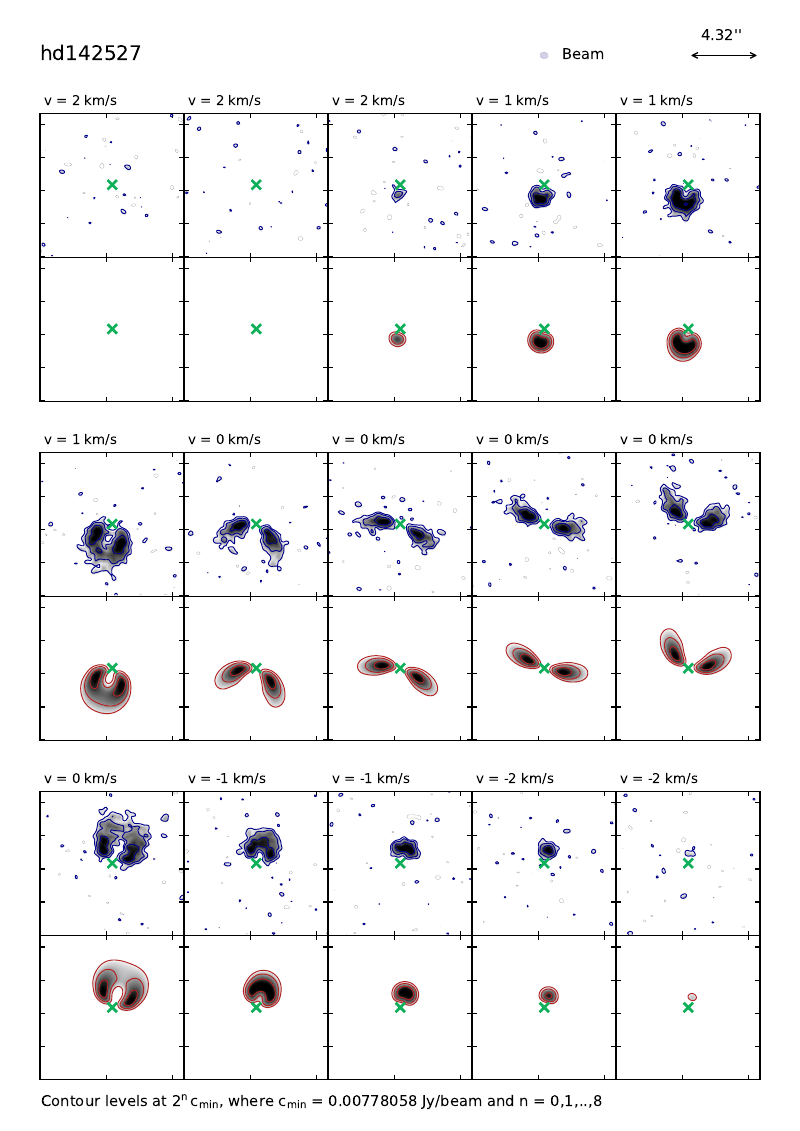 4.32''
hd142527 Beam
v = 2 km/s v = 2 km/s v = 2 km/s v = 1 km/s v = 1 km/s
v = 1 km/s v = 0 km/s v = 0 km/s v = 0 km/s v = 0 km/s
v = 0 km/s v = -1 km/s v = -1 km/s v = -2 km/s v = -2 km/s
Contour levels at 2ⁿ cₘᵢₙ, where cₘᵢₙ = 0.00778058 Jy/beam and n = 0,1,..,8